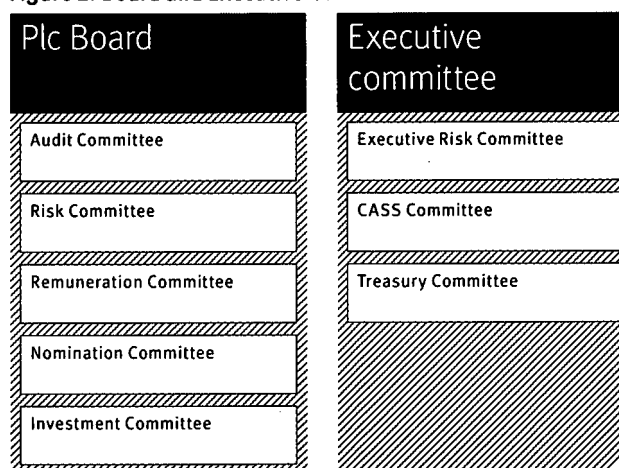 Plc Board
Audit Committee
Risk Committee
Remuneration Committee
Nomination Committee
Investment Committee
Executive
committee
Executive Risk Committee
CASS Committee
Treasury Committee